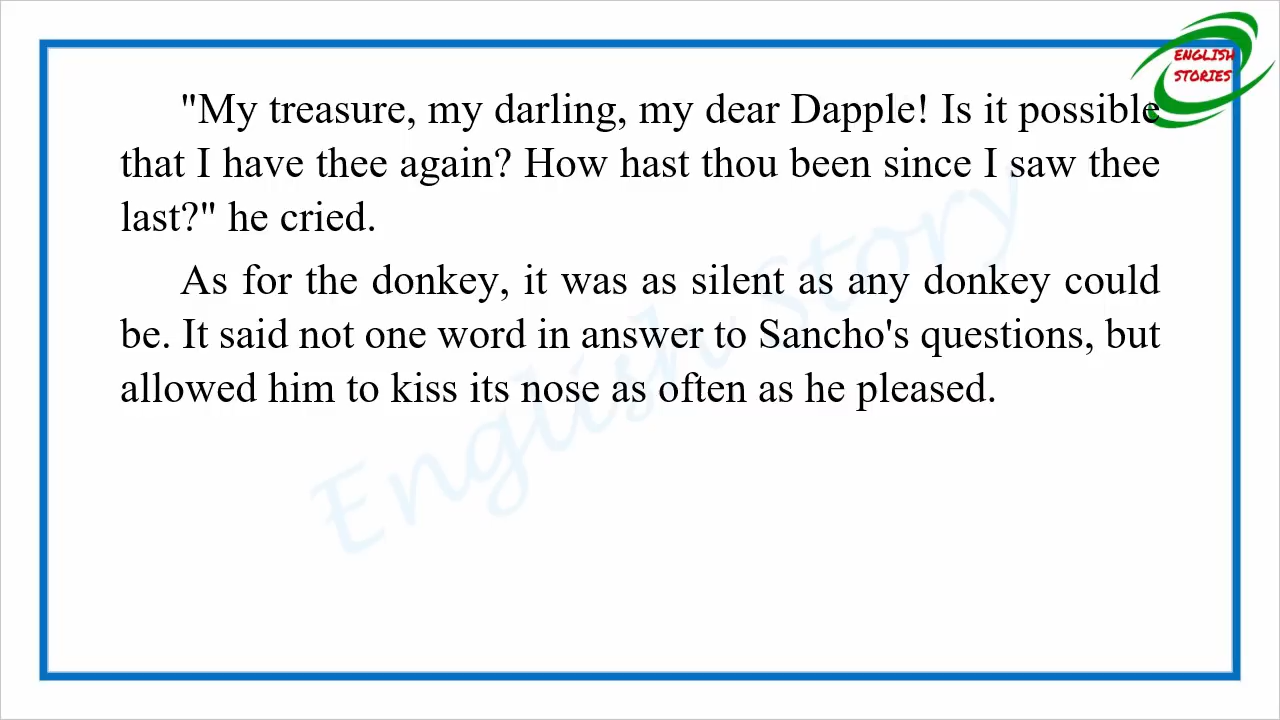 ENGLISH
STORIES
"My treasure, my darling, my dear Dapple! Is it possible
that I have thee again? How hast thou been since I saw thee
last?" he cried.
As for the donkey, it was as silent as any donkey could
be. It said not one word in answer to Sancho's questions, but
allowed him to kiss its nose as often as he pleased.
English Story